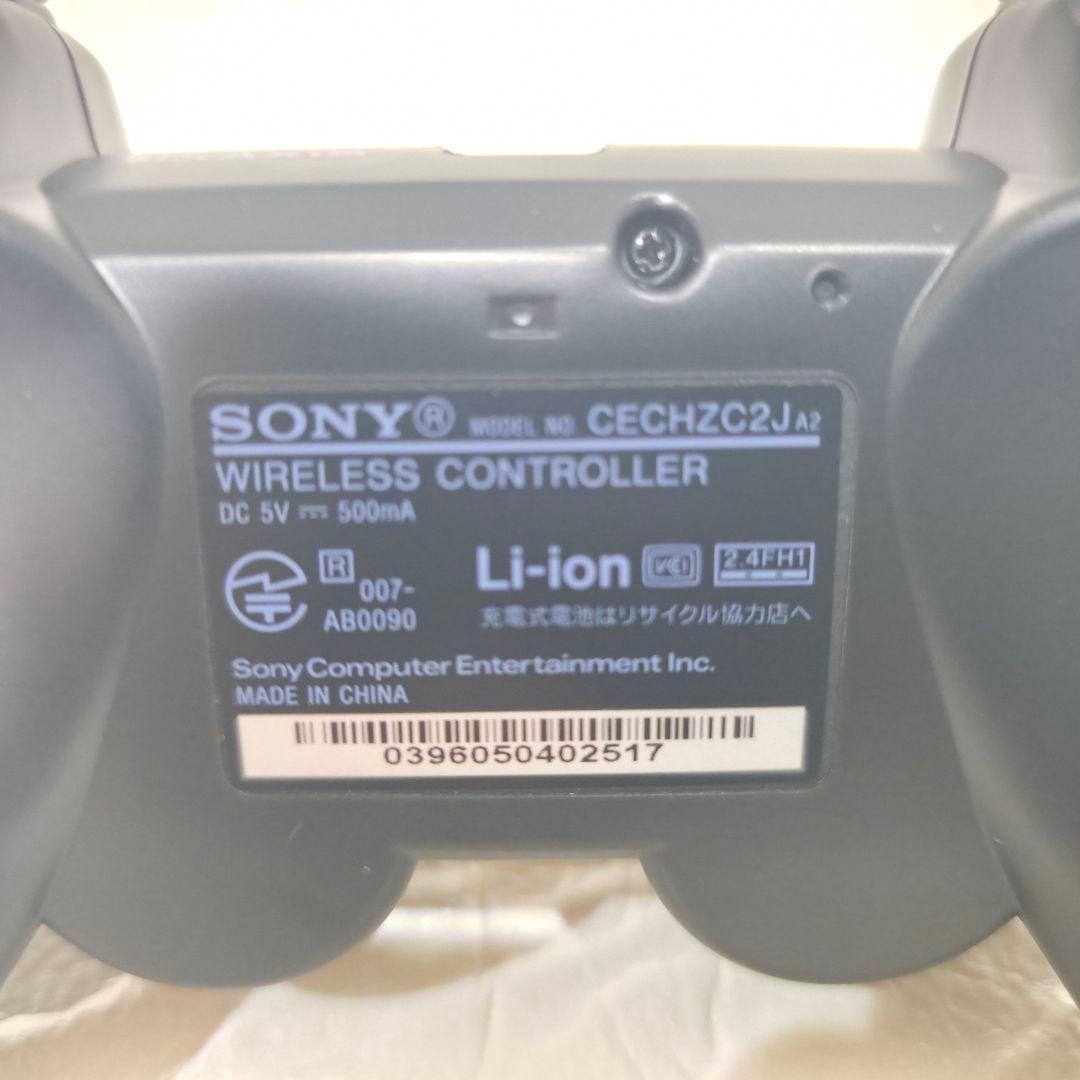 SONY® MODEL NO. CECHZC2J A2
WIRELESS CONTROLLER
DC 5V ⎓ 500mA
R 007-
AB0090
Li-ion VCCI 2.4FH1
充電式電池はリサイクル協力店へ
Sony Computer Entertainment Inc.
MADE IN CHINA
0396050402517